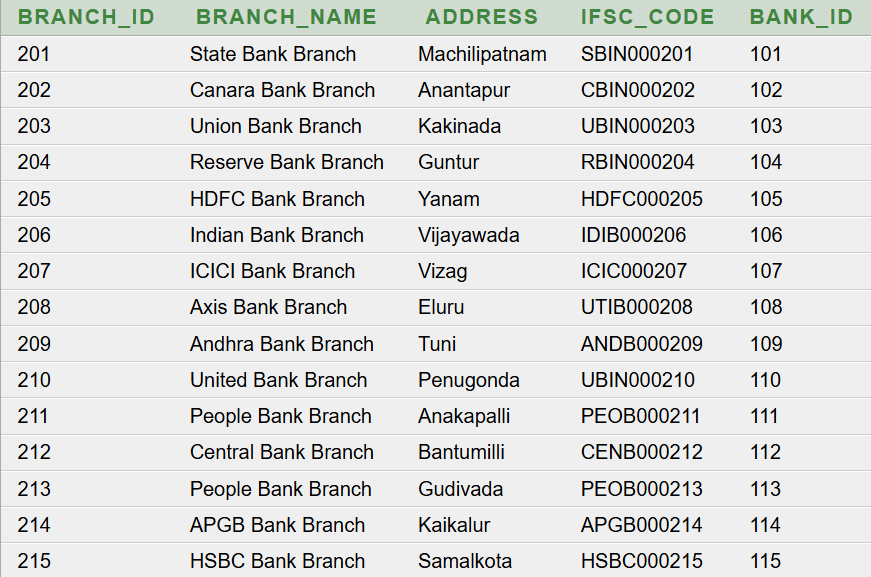 BRANCH_ID BRANCH_NAME ADDRESS IFSC_CODE BANK_ID
201 State Bank Branch Machilipatnam SBIN000201 101
202 Canara Bank Branch Anantapur CBIN000202 102
203 Union Bank Branch Kakinada UBIN000203 103
204 Reserve Bank Branch Guntur RBIN000204 104
205 HDFC Bank Branch Yanam HDFC000205 105
206 Indian Bank Branch Vijayawada IDIB000206 106
207 ICICI Bank Branch Vizag ICIC000207 107
208 Axis Bank Branch Eluru UTIB000208 108
209 Andhra Bank Branch Tuni ANDB000209 109
210 United Bank Branch Penugonda UBIN000210 110
211 People Bank Branch Anakapalli PEOB000211 111
212 Central Bank Branch Bantumilli CENB000212 112
213 People Bank Branch Gudivada PEOB000213 113
214 APGB Bank Branch Kaikalur APGB000214 114
215 HSBC Bank Branch Samalkota HSBC000215 115